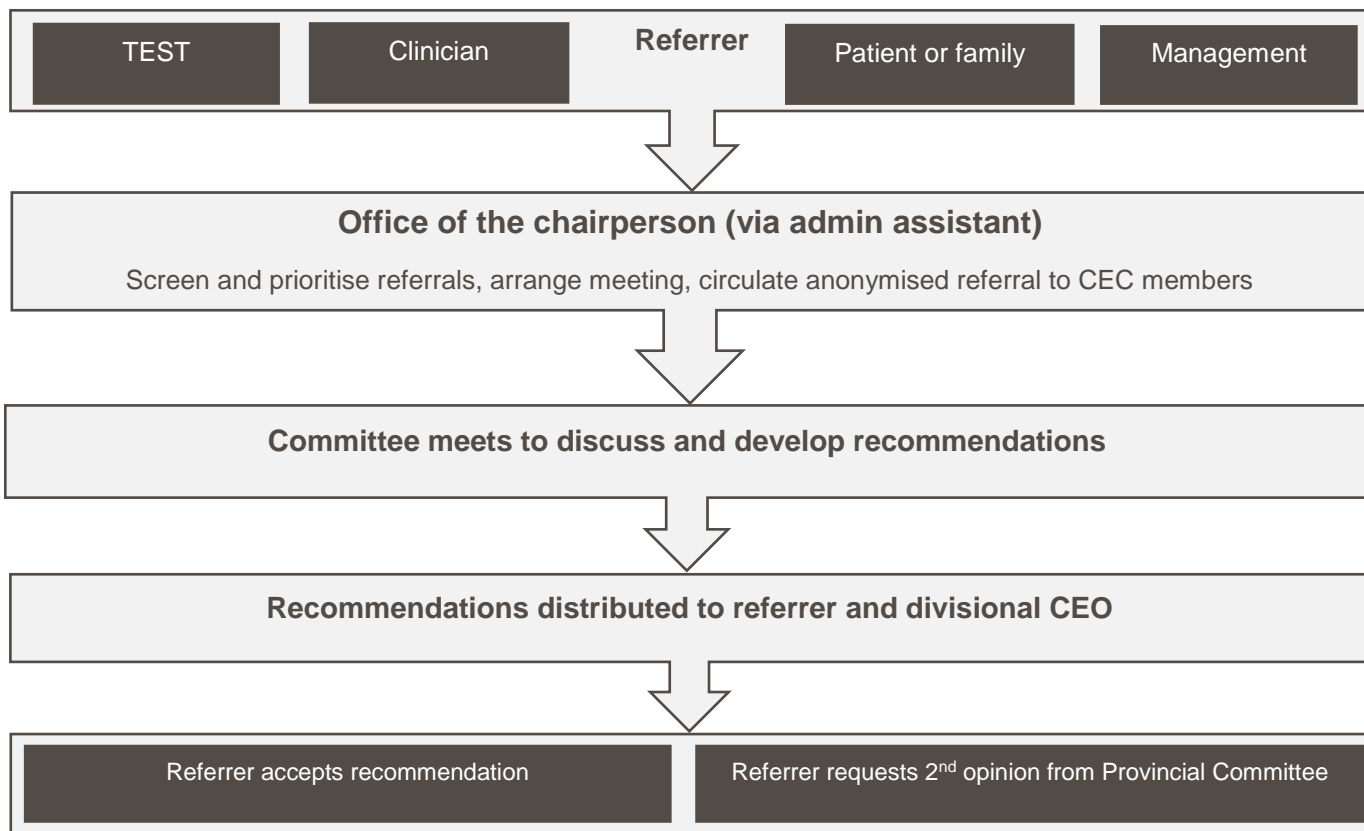 TEST
Clinician
Referrer
Patient or family
Management
Office of the chairperson (via admin assistant)
Screen and prioritise referrals, arrange meeting, circulate anonymised referral to CEC members
Committee meets to discuss and develop recommendations
Recommendations distributed to referrer and divisional CEO
Referrer accepts recommendation
Referrer requests 2nd opinion from Provincial Committee